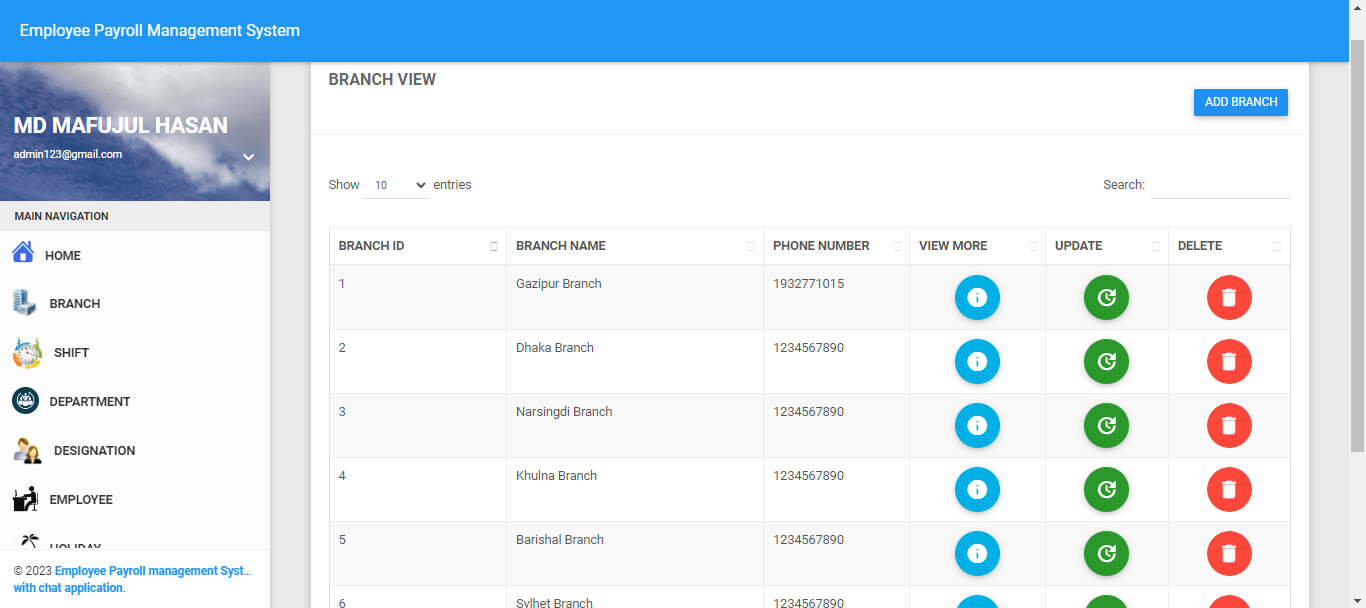 Employee Payroll Management System
MD MAFUJUL HASAN
admin123@gmail.com
MAIN NAVIGATION
HOME
BRANCH
SHIFT
DEPARTMENT
DESIGNATION
EMPLOYEE
HOLIDAY
© 2023 Employee Payroll management Syst...
with chat application.
BRANCH VIEW
ADD BRANCH
Show 10 entries
Search:
BRANCH ID BRANCH NAME PHONE NUMBER VIEW MORE UPDATE DELETE
1 Gazipur Branch 1932771015
2 Dhaka Branch 1234567890
3 Narsingdi Branch 1234567890
4 Khulna Branch 1234567890
5 Barishal Branch 1234567890
6 Sylhet Branch 1234567890